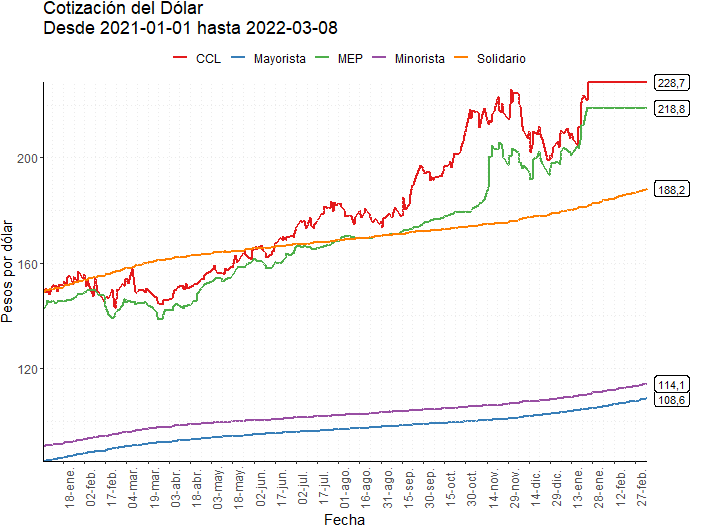 Cotización del Dólar
Desde 2021-01-01 hasta 2022-03-08
CCL Mayorista MEP Minorista Solidario
228,7
218,8
200
188,2
160
120
114,1
108,6
Pesos por dólar
18-ene. 02-feb. 17-feb. 04-mar. 19-mar. 03-abr. 18-abr. 03-may. 18-may. 02-jun. 17-jun. 02-jul. 17-jul. 01-ago. 16-ago. 31-ago. 15-sep. 30-sep. 15-oct. 30-oct. 14-nov. 29-nov. 14-dic. 29-dic. 13-ene. 28-ene. 12-feb. 27-feb.
Fecha